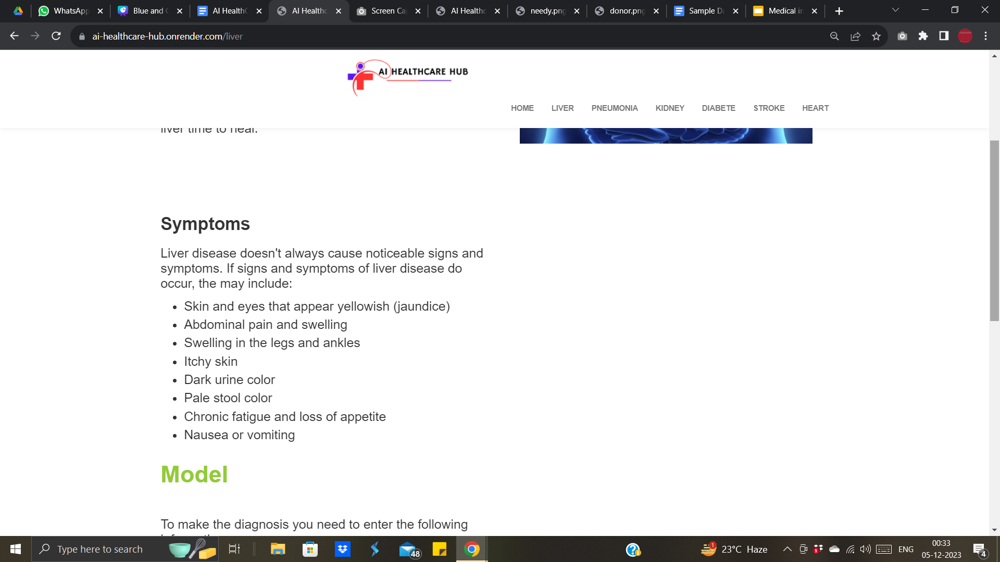 WhatsApp
Blue and
AI Health
AI Healthc
Screen Ca
AI Healthc
needy.png
donor.png
Sample Da
Medical in
ai-healthcare-hub.onrender.com/liver
AI HEALTHCARE HUB
HOME LIVER PNEUMONIA KIDNEY DIABETE STROKE HEART
liver time to heal.
Symptoms
Liver disease doesn't always cause noticeable signs and
symptoms. If signs and symptoms of liver disease do
occur, the may include:
Skin and eyes that appear yellowish (jaundice)
Abdominal pain and swelling
Swelling in the legs and ankles
Itchy skin
Dark urine color
Pale stool color
Chronic fatigue and loss of appetite
Nausea or vomiting
Model
To make the diagnosis you need to enter the following
Type here to search
48
1
23°C Haze
5
ENG
00:33
05-12-2023
4